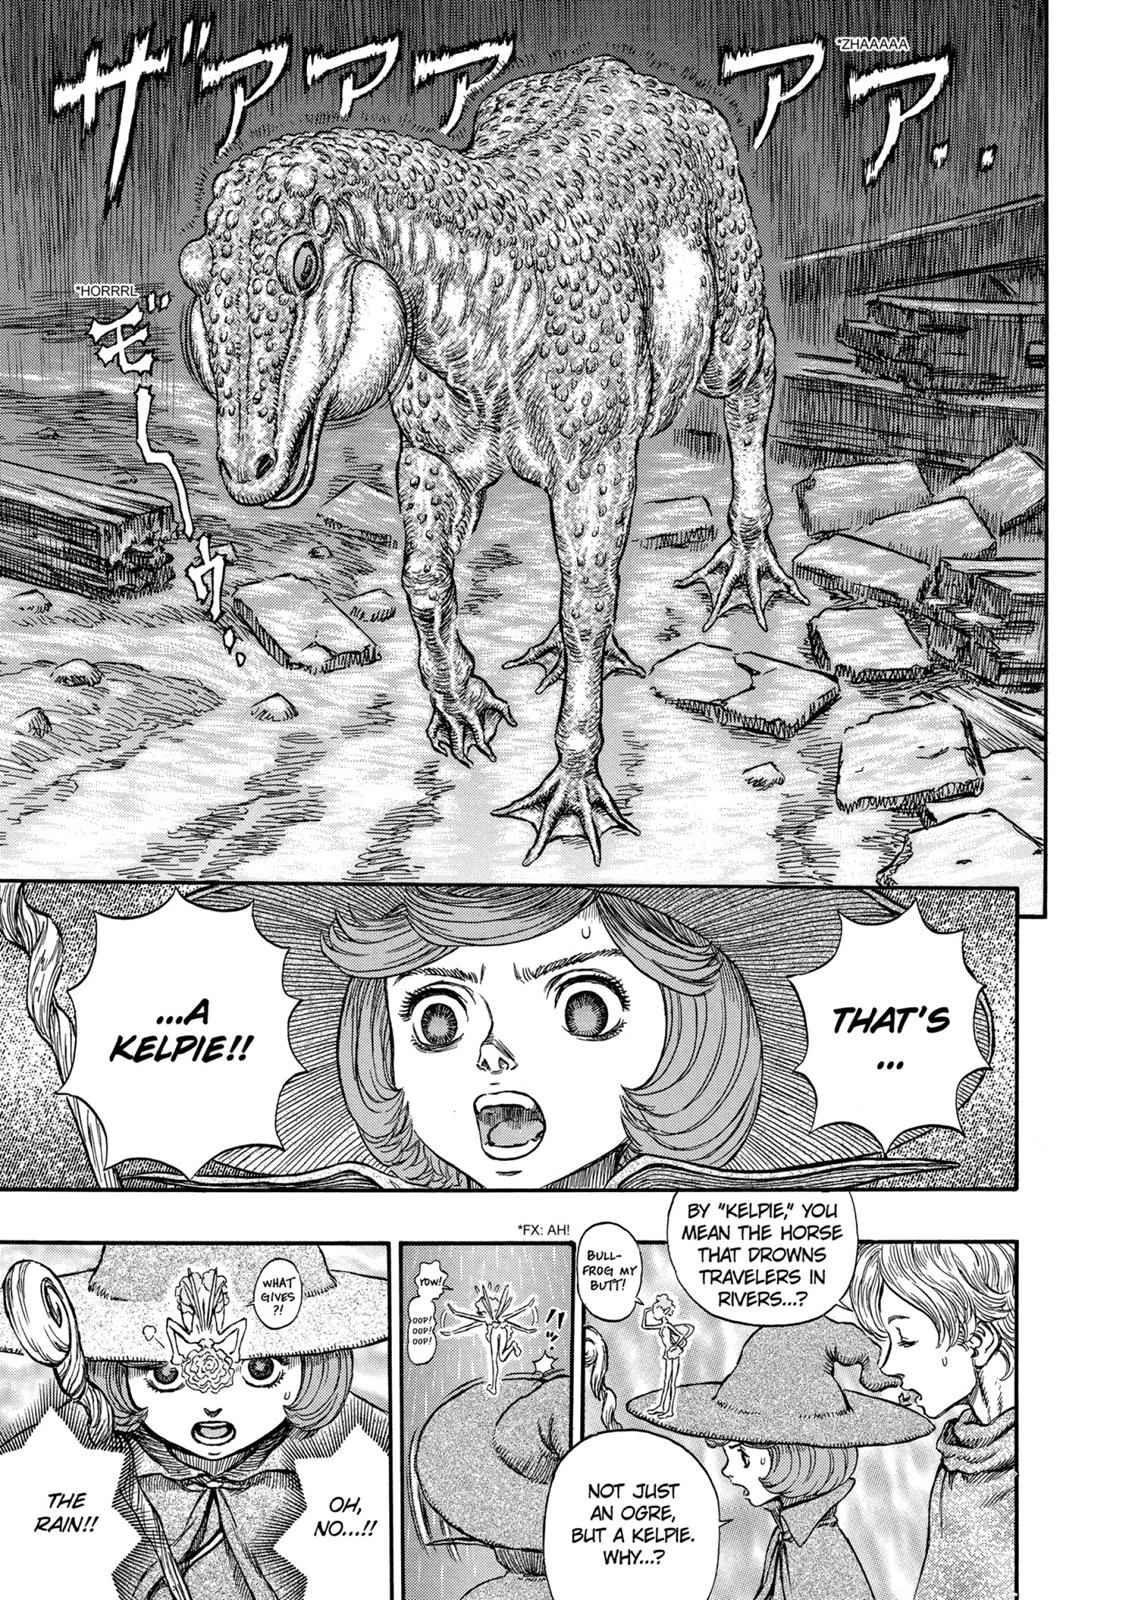 ザアアア アア..
*ZHAAAAA
*HORRRL
モ゛ーゥ...
THAT'S
...
...A
KELPIE!!
BY "KELPIE," YOU
MEAN THE HORSE
THAT DROWNS
TRAVELERS IN
RIVERS...?
BULL-
FROG MY
BUTT!
NOT JUST
AN OGRE,
BUT A KELPIE.
WHY...?
*FX: AH!
YOW!
OOP!
OOP!
OOP!
WHAT
GIVES
?!
OH,
NO...!!
THE
RAIN!!